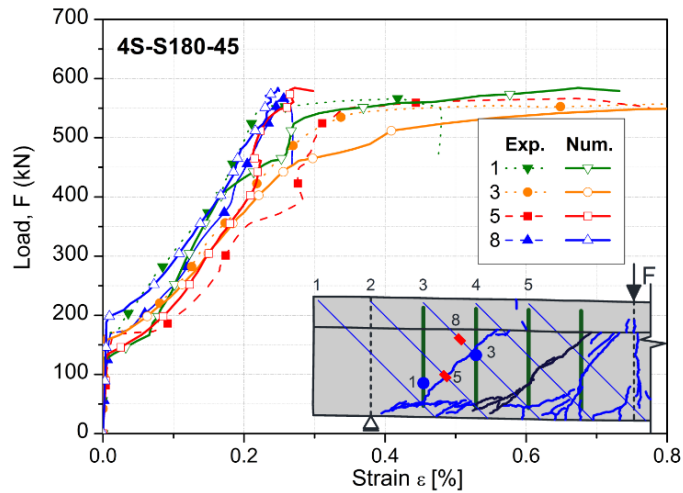 700
600
500
400
300
200
100
0
Load, F (kN)
4S-S180-45
Exp. Num.
1
3
5
8
F
1 2 3 4 5
8
3
1
5
0.0 0.2 0.4 0.6 0.8
Strain ε [%]